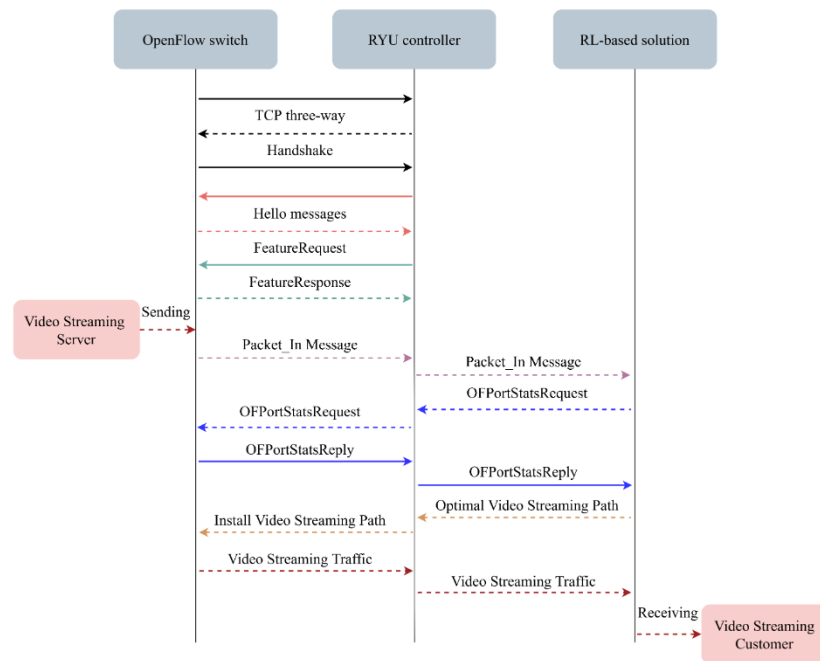 OpenFlow switch
RYU controller
RL-based solution
TCP three-way
Handshake
Hello messages
FeatureRequest
FeatureResponse
Sending
Video Streaming
Server
Packet_In Message
Packet_In Message
OFPortStatsRequest
OFPortStatsRequest
OFPortStatsReply
OFPortStatsReply
Optimal Video Streaming Path
Install Video Streaming Path
Video Streaming Traffic
Video Streaming Traffic
Receiving
Video Streaming
Customer